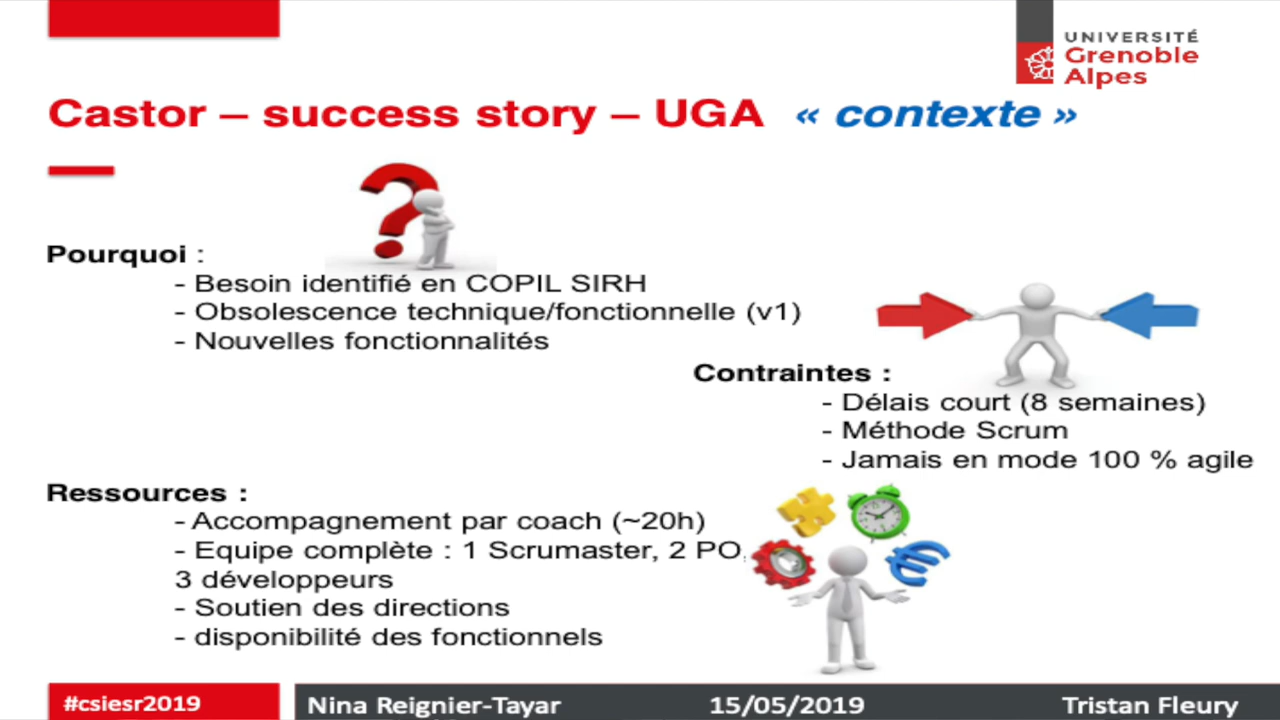 UNIVERSITÉ
Grenoble
Alpes
Castor – success story – UGA « contexte »
Pourquoi :
- Besoin identifié en COPIL SIRH
- Obsolescence technique/fonctionnelle (v1)
- Nouvelles fonctionnalités
Contraintes :
- Délais court (8 semaines)
- Méthode Scrum
- Jamais en mode 100 % agile
Ressources :
- Accompagnement par coach (~20h)
- Equipe complète : 1 Scrumaster, 2 PO,
3 développeurs
- Soutien des directions
- disponibilité des fonctionnels
#csiesr2019
Nina Reignier-Tayar 15/05/2019 Tristan Fleury